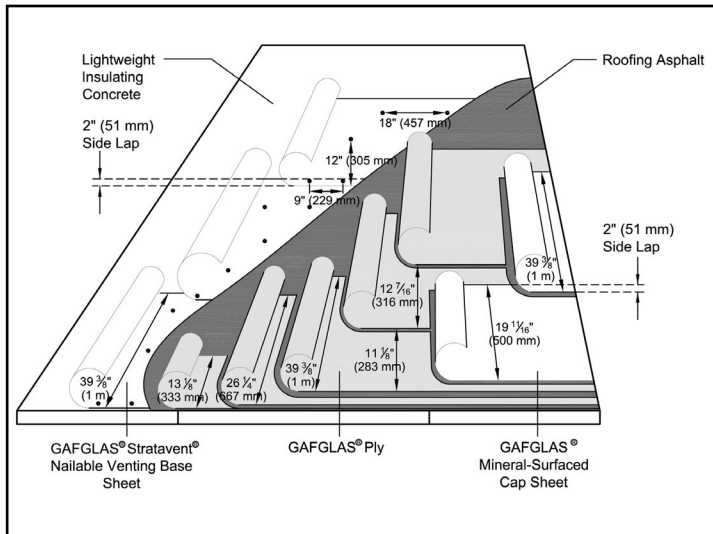 Lightweight
Insulating
Concrete
Roofing Asphalt
2" (51 mm)
Side Lap
18" (457 mm)
12" (305 mm)
9" (229 mm)
2" (51 mm)
Side Lap
39 ⅜"
(1 m)
12 ⁷⁄₁₆"
(316 mm)
19 ¹¹⁄₁₆"
(500 mm)
11 ⅛"
(283 mm)
39 ⅜"
(1 m)
13 ⅛"
(333 mm)
26 ¼"
(667 mm)
39 ⅜"
(1 m)
GAFGLAS® Stratavent®
Nailable Venting Base
Sheet
GAFGLAS® Ply
GAFGLAS®
Mineral-Surfaced
Cap Sheet